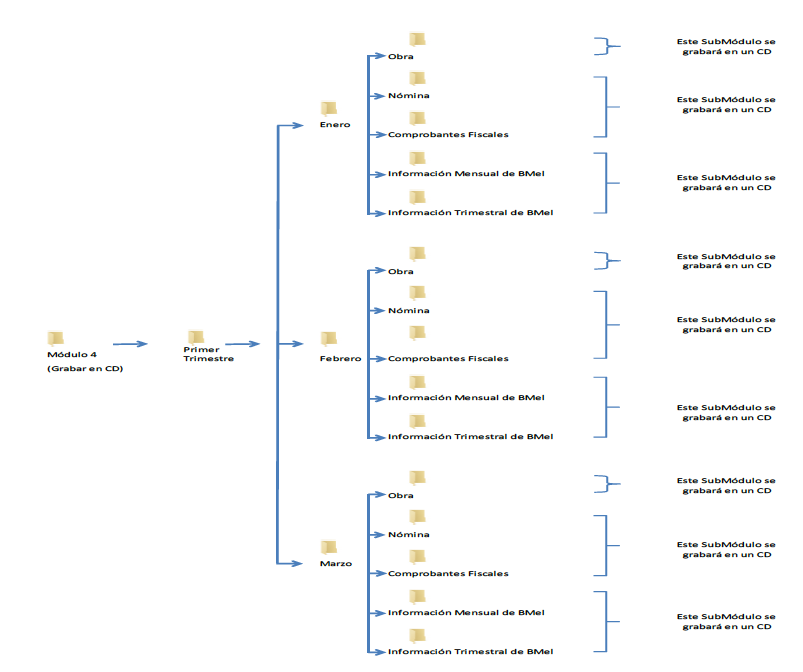 Módulo 4
(Grabar en CD)
Primer
Trimestre
Enero
Obra
Nómina
Comprobantes Fiscales
Información Mensual de BMel
Información Trimestral de BMel
Este SubMódulo se
grabará en un CD
Este SubMódulo se
grabará en un CD
Este SubMódulo se
grabará en un CD
Febrero
Obra
Nómina
Comprobantes Fiscales
Información Mensual de BMel
Información Trimestral de BMel
Este SubMódulo se
grabará en un CD
Este SubMódulo se
grabará en un CD
Este SubMódulo se
grabará en un CD
Marzo
Obra
Nómina
Comprobantes Fiscales
Información Mensual de BMel
Información Trimestral de BMel
Este SubMódulo se
grabará en un CD
Este SubMódulo se
grabará en un CD
Este SubMódulo se
grabará en un CD